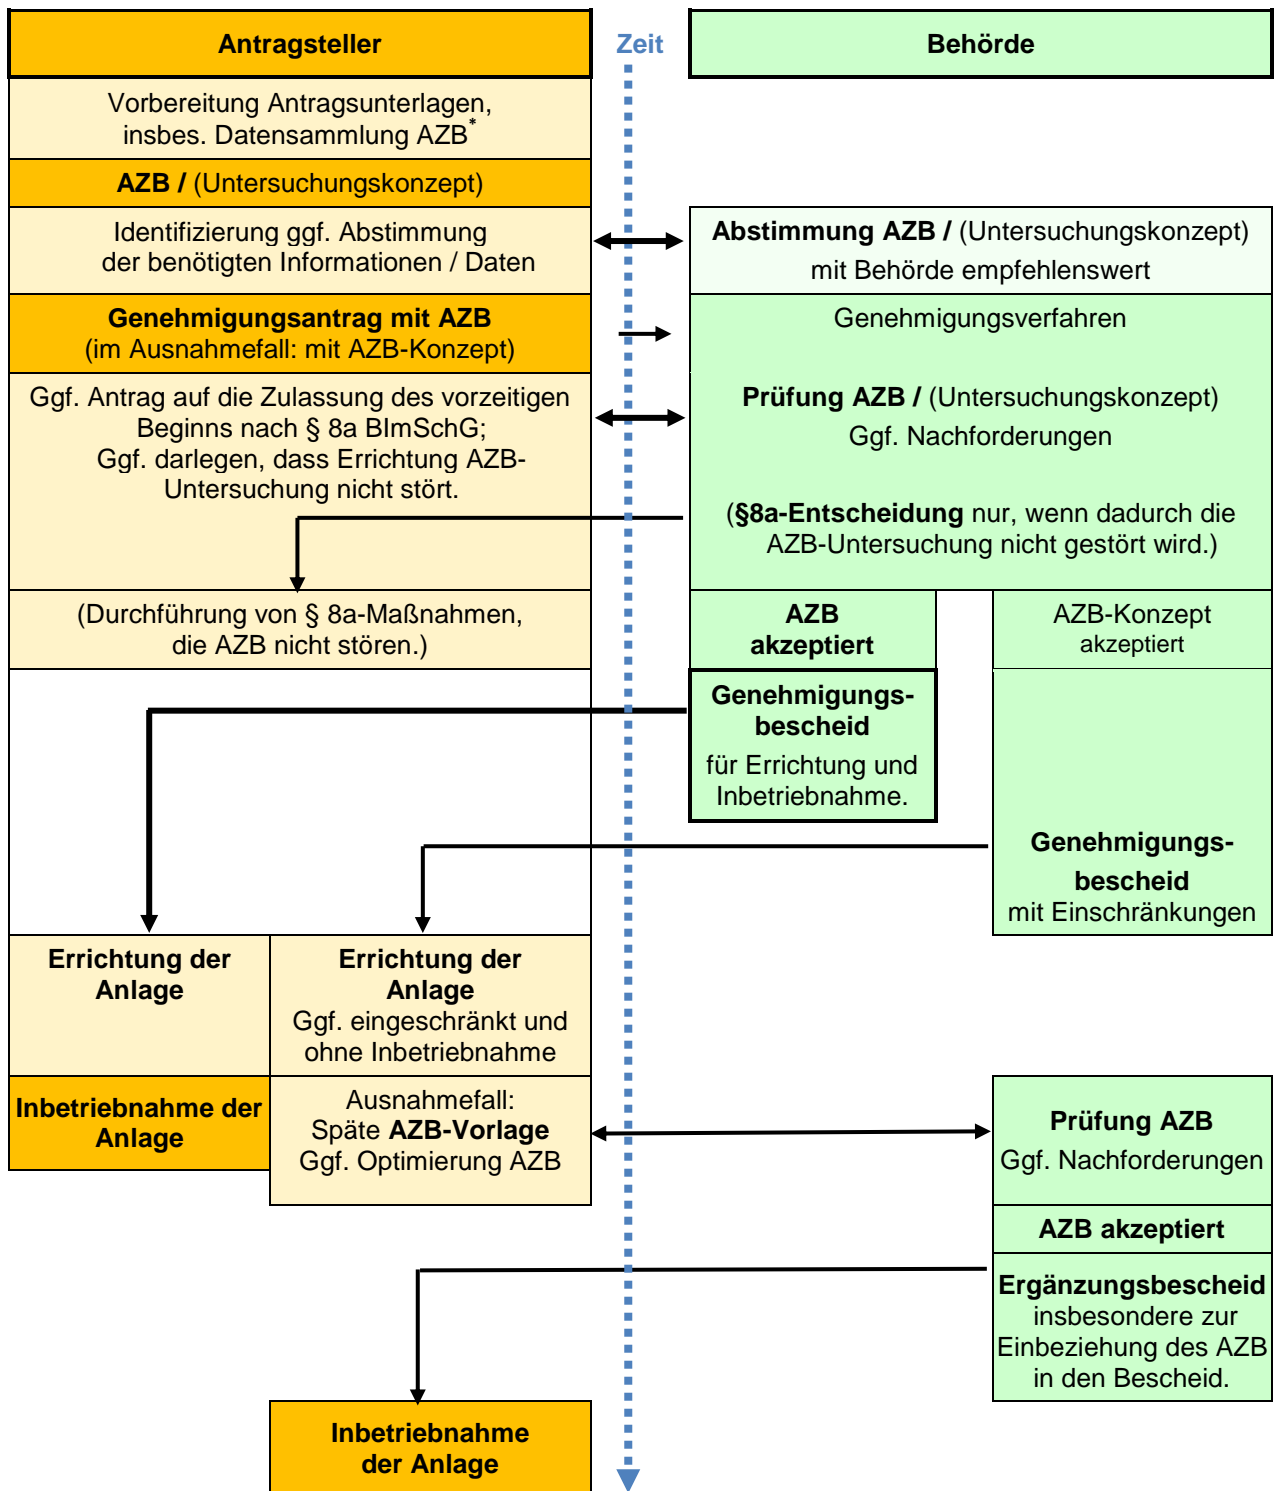 Antragsteller
Zeit
Behörde
Vorbereitung Antragsunterlagen,
insbes. Datensammlung AZB*
AZB / (Untersuchungskonzept)
Identifizierung ggf. Abstimmung
der benötigten Informationen / Daten
Abstimmung AZB / (Untersuchungskonzept)
mit Behörde empfehlenswert
Genehmigungsantrag mit AZB
(im Ausnahmefall: mit AZB-Konzept)
Genehmigungsverfahren
Ggf. Antrag auf die Zulassung des vorzeitigen
Beginns nach § 8a BImSchG;
Ggf. darlegen, dass Errichtung AZB-
Untersuchung nicht stört.
Prüfung AZB / (Untersuchungskonzept)
Ggf. Nachforderungen
(§8a-Entscheidung nur, wenn dadurch die
AZB-Untersuchung nicht gestört wird.)
(Durchführung von § 8a-Maßnahmen,
die AZB nicht stören.)
AZB
akzeptiert
AZB-Konzept
akzeptiert
Genehmigungs-
bescheid
für Errichtung und
Inbetriebnahme.
Genehmigungs-
bescheid
mit Einschränkungen
Errichtung der
Anlage
Errichtung der
Anlage
Ggf. eingeschränkt und
ohne Inbetriebnahme
Inbetriebnahme der
Anlage
Ausnahmefall:
Späte AZB-Vorlage
Ggf. Optimierung AZB
Prüfung AZB
Ggf. Nachforderungen
AZB akzeptiert
Ergänzungsbescheid
insbesondere zur
Einbeziehung des AZB
in den Bescheid.
Inbetriebnahme
der Anlage